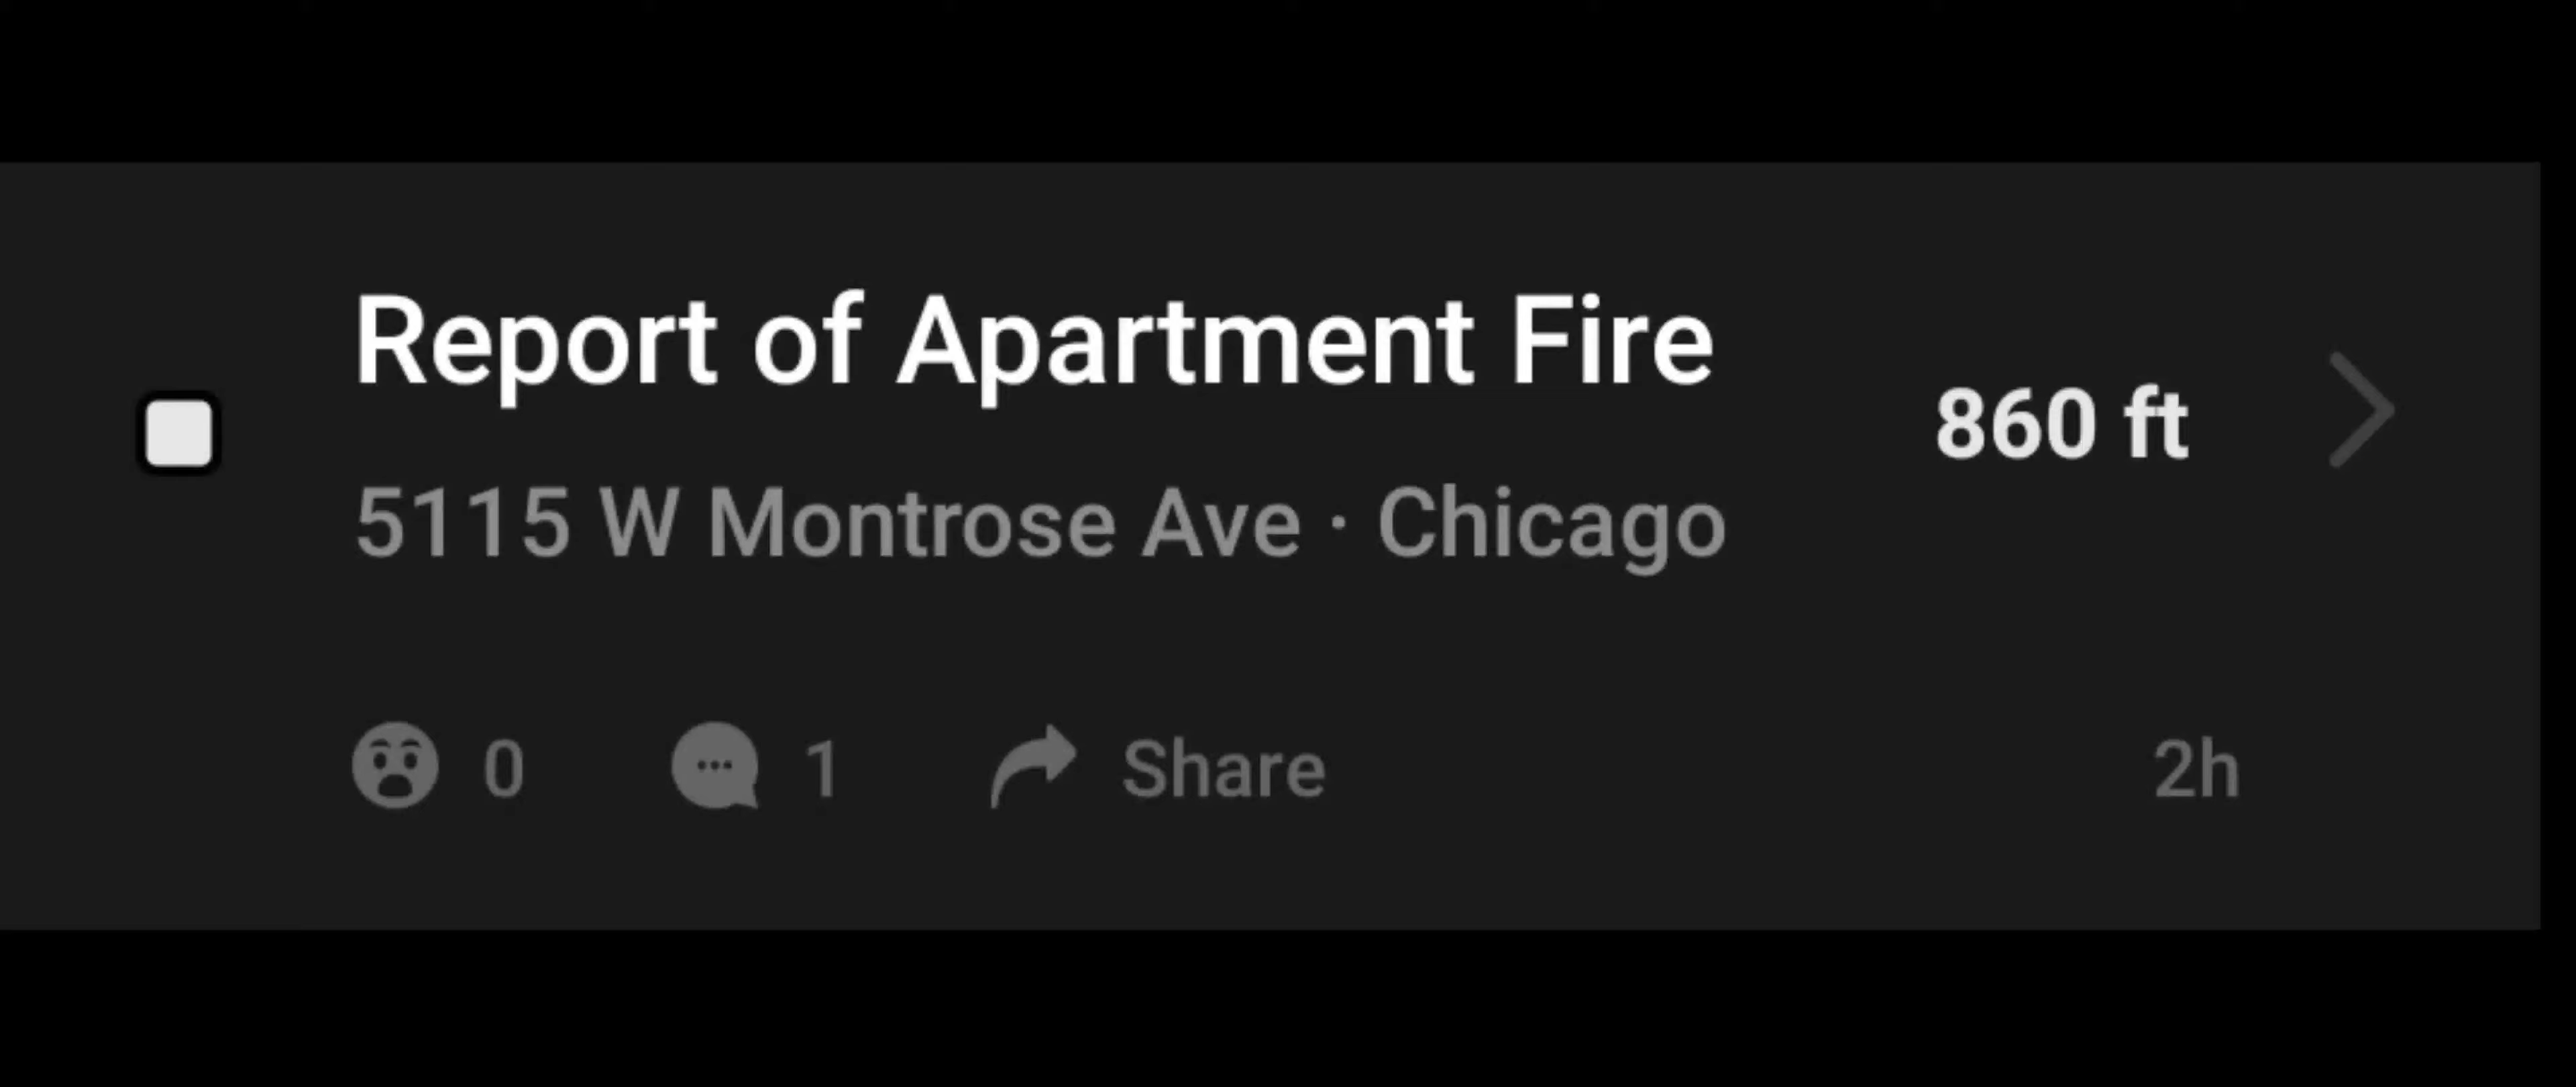 Report of Apartment Fire
860 ft
5115 W Montrose Ave · Chicago
0 1 Share 2h